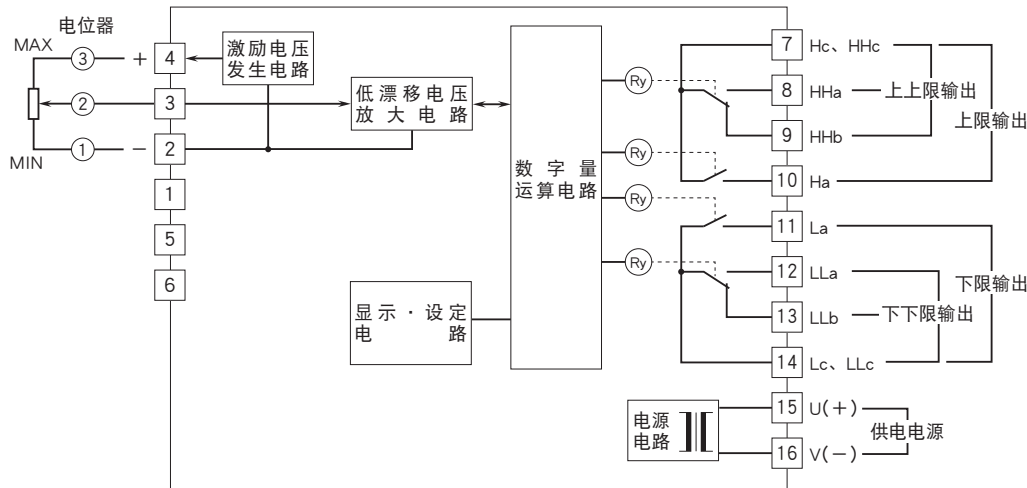 电位器
MAX
3
+
4
2
3
1
−
2
MIN
1
5
6
激励电压
发生电路
低漂移电压
放大电路
数字量
运算电路
显示·设定
电 路
Ry
Ry
Ry
Ry
7 Hc、HHc
8 HHa
上上限输出
9 HHb
上限输出
10 Ha
11 La
12 LLa
下限输出
13 LLb
下下限输出
14 Lc、LLc
电源
电路
15 U(+)
供电电源
16 V(−)